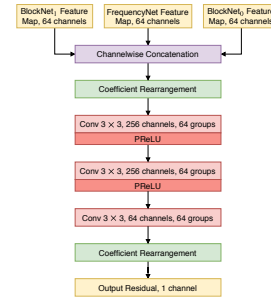 BlockNet₁ Feature
Map, 64 channels
FrequencyNet Feature
Map, 64 channels
BlockNet₀ Feature
Map, 64 channels
Channelwise Concatenation
Coefficient Rearrangement
Conv 3 × 3, 256 channels, 64 groups
PReLU
Conv 3 × 3, 256 channels, 64 groups
PReLU
Conv 3 × 3, 64 channels, 64 groups
Coefficient Rearrangement
Output Residual, 1 channel